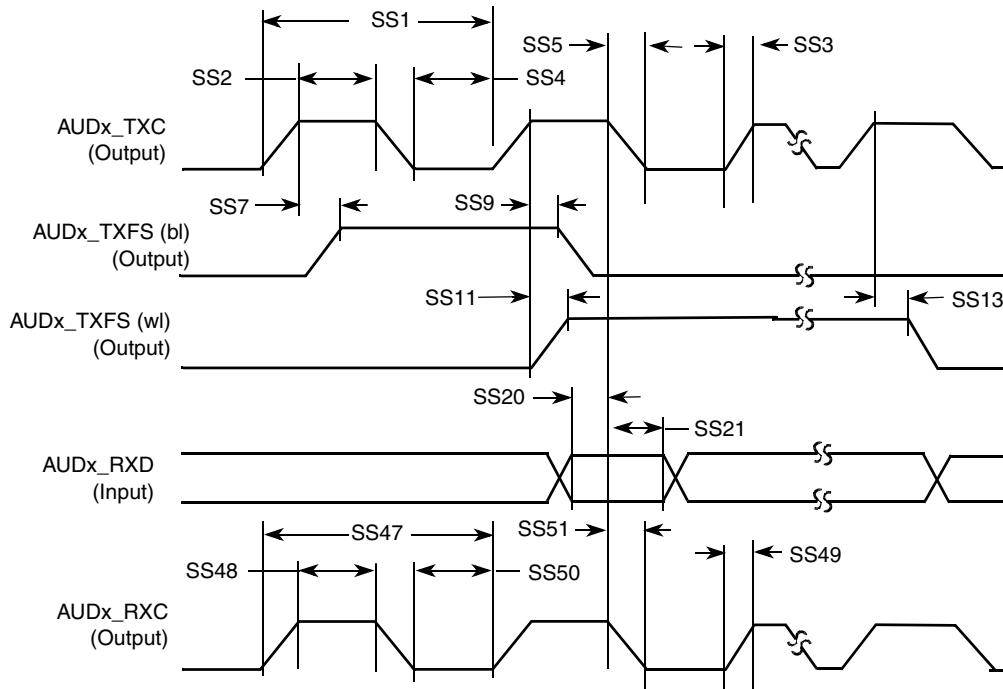 SS1
SS5
SS3
SS2
SS4
AUDx_TXC
(Output)
SS7
SS9
AUDx_TXFS (bl)
(Output)
SS11
SS13
AUDx_TXFS (wl)
(Output)
SS20
SS21
AUDx_RXD
(Input)
SS47
SS51
SS49
SS48
SS50
AUDx_RXC
(Output)